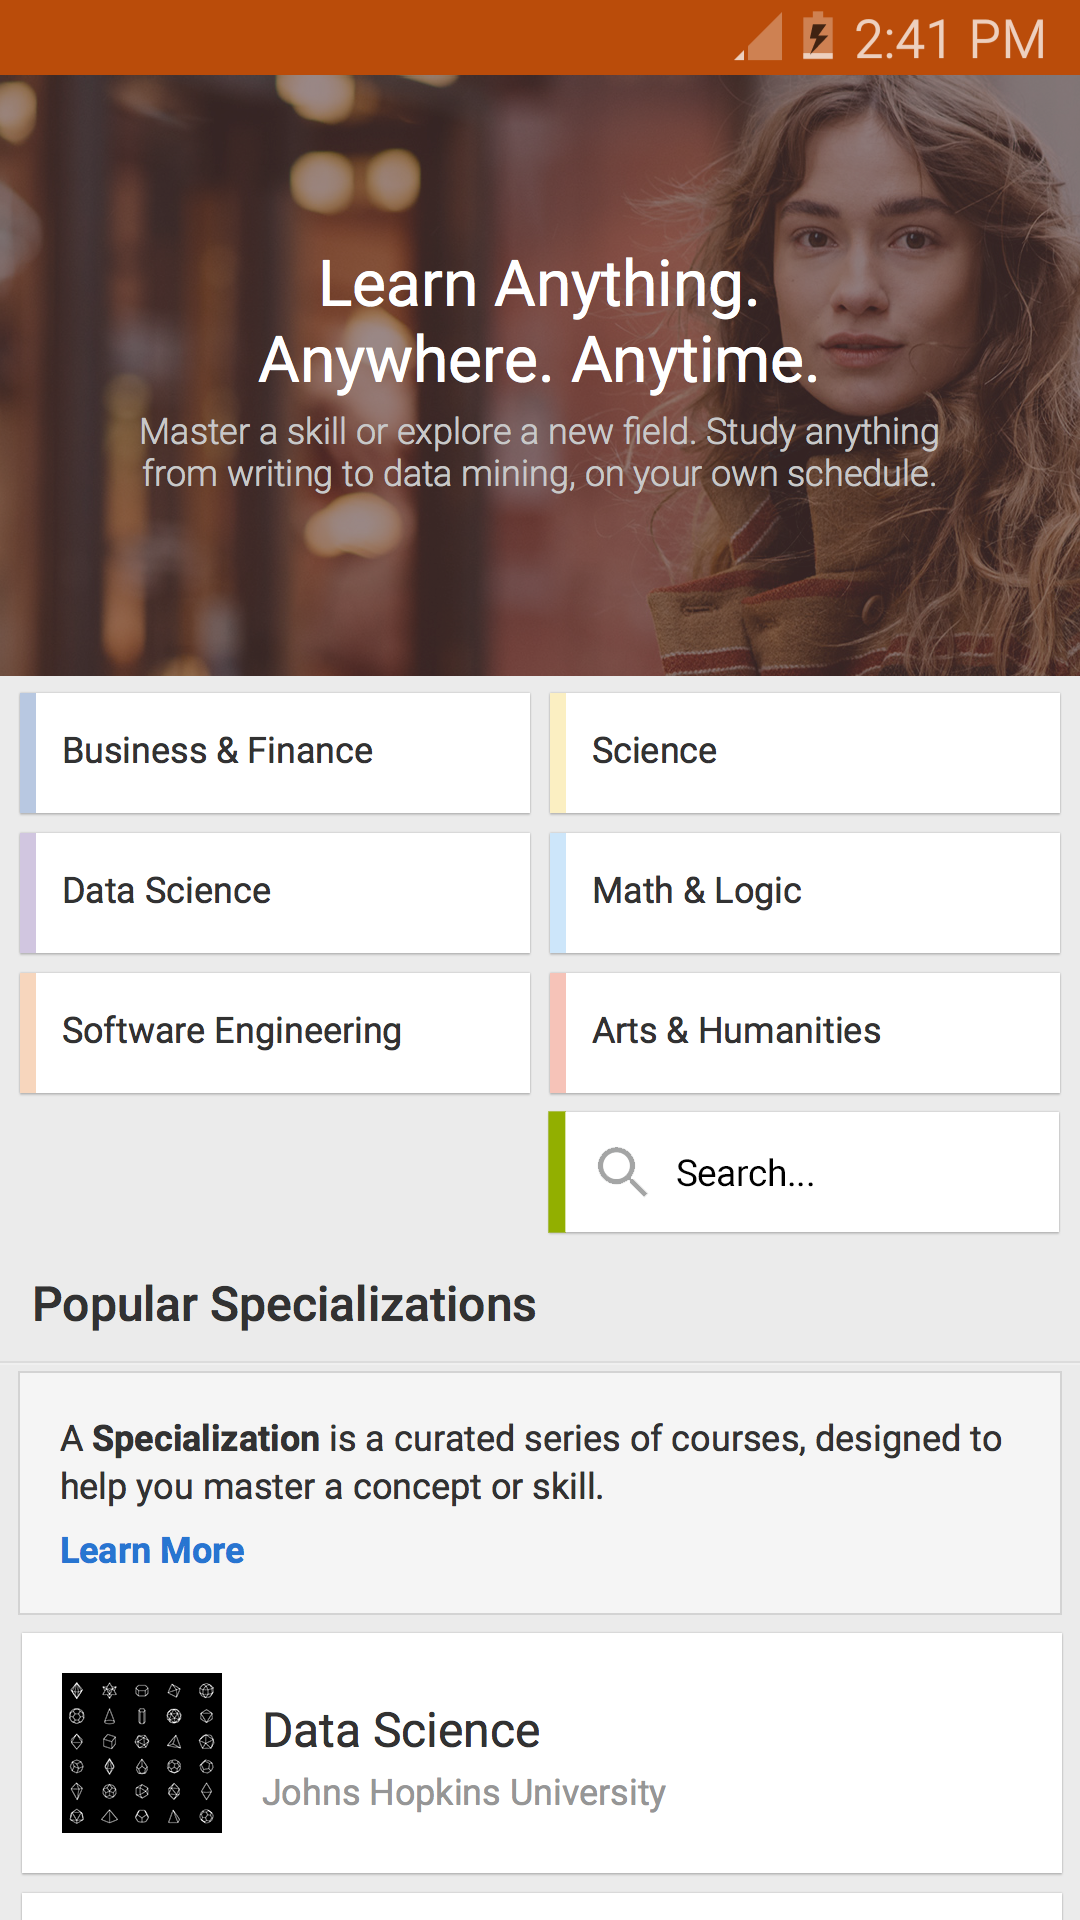 2:41 PM
Learn Anything.
Anywhere. Anytime.
Master a skill or explore a new field. Study anything
from writing to data mining, on your own schedule.
Business & Finance
Science
Data Science
Math & Logic
Software Engineering
Arts & Humanities
Search...
Popular Specializations
A Specialization is a curated series of courses, designed to
help you master a concept or skill.
Learn More
Data Science
Johns Hopkins University